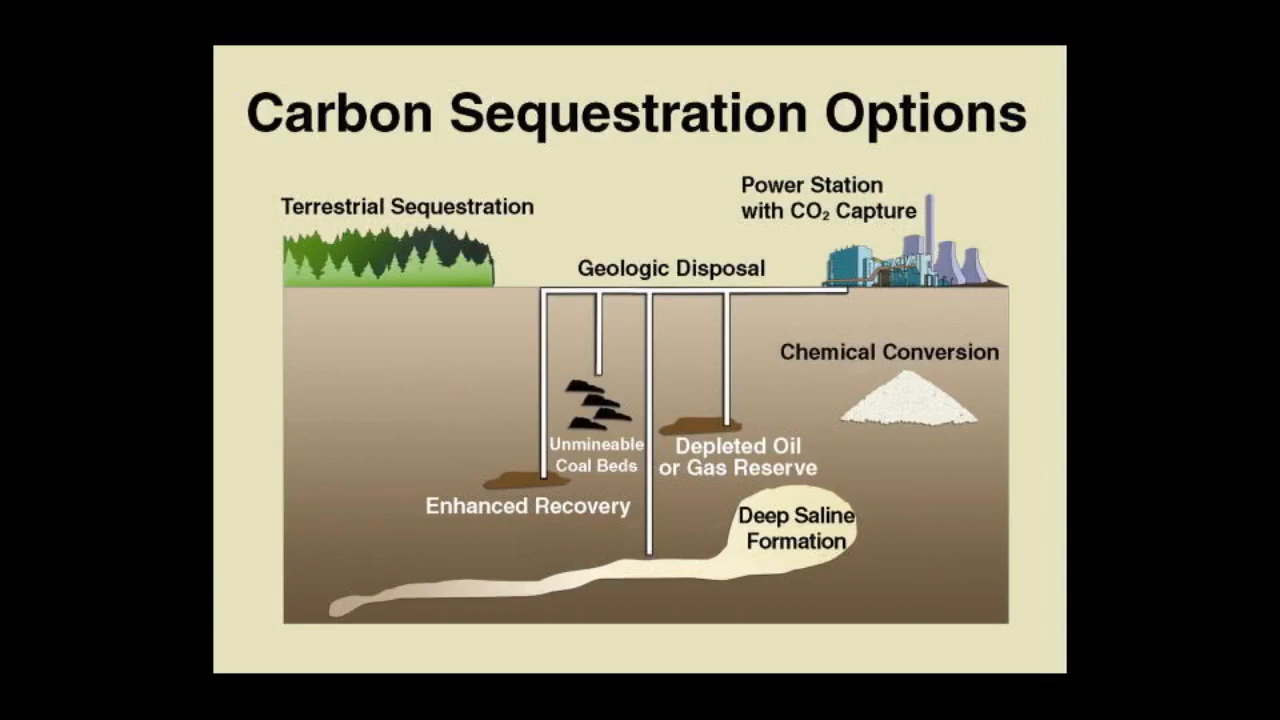 Carbon Sequestration Options
Terrestrial Sequestration
Power Station
with CO₂ Capture
Geologic Disposal
Chemical Conversion
Unmineable
Coal Beds
Depleted Oil
or Gas Reserve
Enhanced Recovery
Deep Saline
Formation